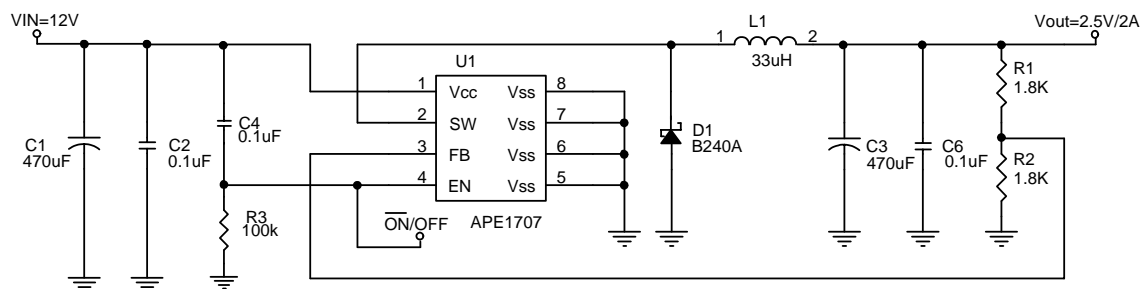 VIN=12V
L1
Vout=2.5V/2A
1
2
33uH
U1
R1
1.8K
1
Vcc
Vss
8
2
SW
Vss
7
3
FB
Vss
6
4
EN
Vss
5
C1
470uF
C2
0.1uF
C4
0.1uF
D1
B240A
C3
470uF
C6
0.1uF
R2
1.8K
R3
100k
ON/OFF
APE1707